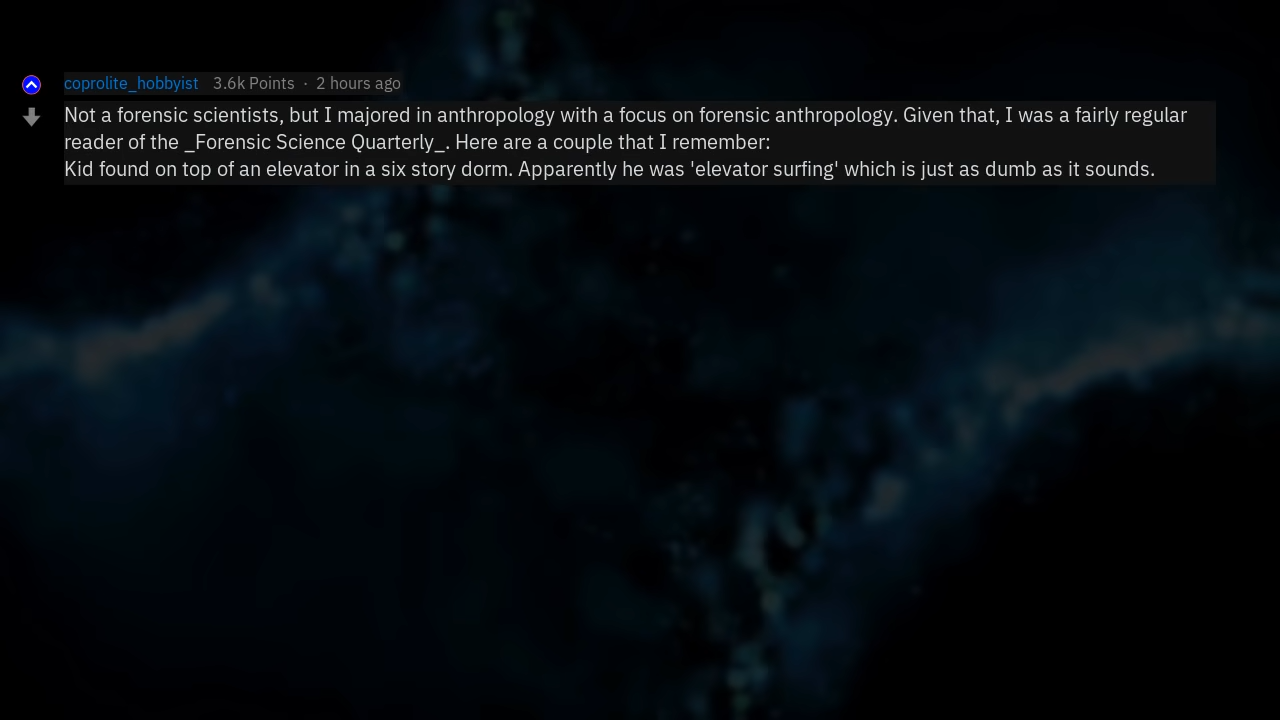 coprolite_hobbyist 3.6k Points · 2 hours ago
Not a forensic scientists, but I majored in anthropology with a focus on forensic anthropology. Given that, I was a fairly regular
reader of the _Forensic Science Quarterly_. Here are a couple that I remember:
Kid found on top of an elevator in a six story dorm. Apparently he was 'elevator surfing' which is just as dumb as it sounds.